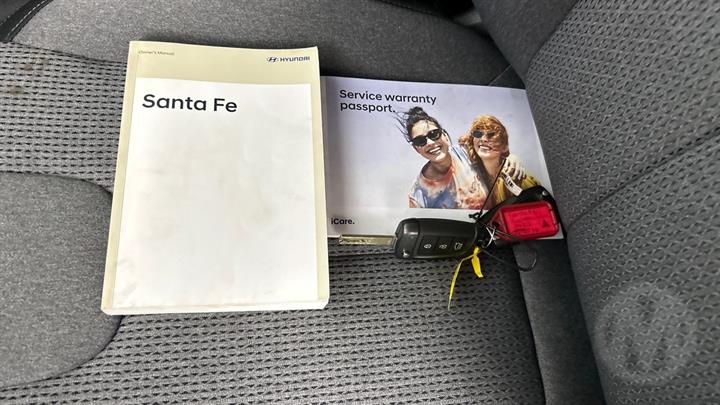 Owner's Manual
HYUNDAI
Santa Fe
Service warranty
passport.
iCare.